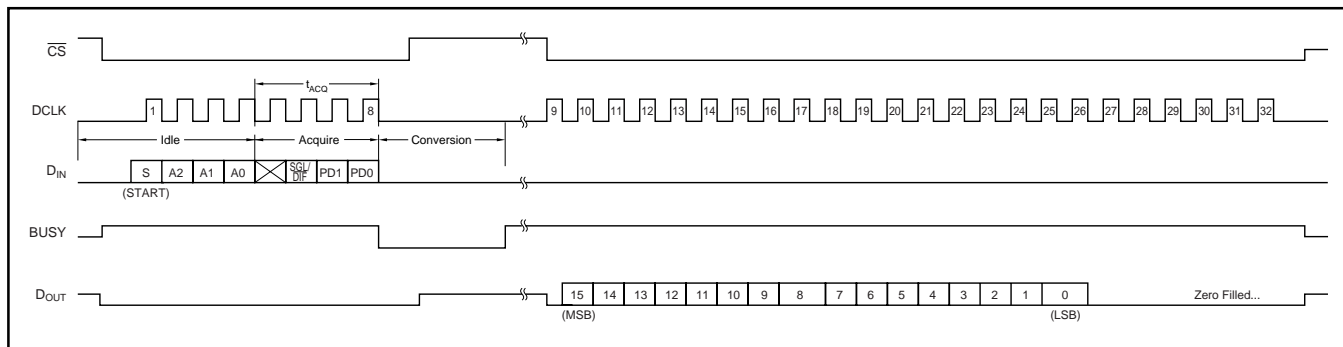 CS
tACQ
DCLK 1 8 9 10 11 12 13 14 15 16 17 18 19 20 21 22 23 24 25 26 27 28 29 30 31 32
Idle Acquire Conversion
DIN S A2 A1 A0 SGL/DIF PD1 PD0
(START)
BUSY
DOUT 15 14 13 12 11 10 9 8 7 6 5 4 3 2 1 0 Zero Filled...
(MSB) (LSB)